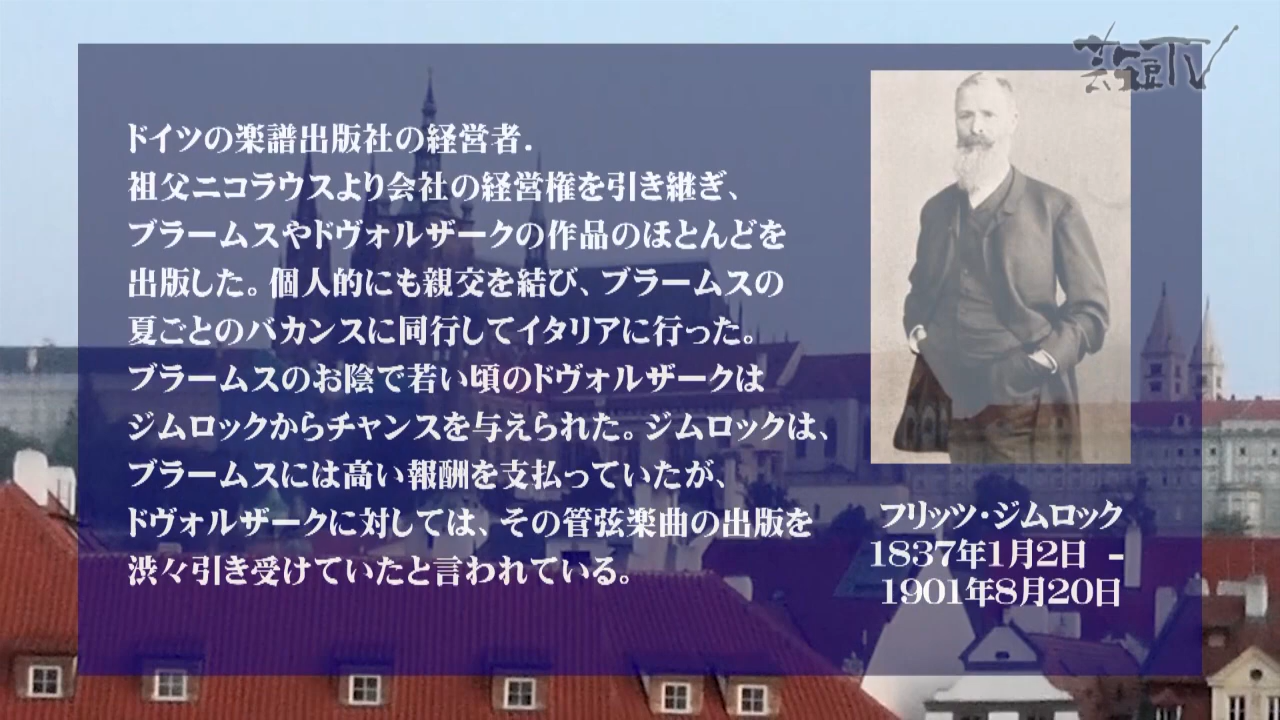 芸短TV
ドイツの楽譜出版社の経営者.
祖父ニコラウスより会社の経営権を引き継ぎ、
ブラームスやドヴォルザークの作品のほとんどを
出版した。個人的にも親交を結び、ブラームスの
夏ごとのバカンスに同行してイタリアに行った。
ブラームスのお陰で若い頃のドヴォルザークは
ジムロックからチャンスを与えられた。ジムロックは、
ブラームスには高い報酬を支払っていたが、
ドヴォルザークに対しては、その管弦楽曲の出版を
渋々引き受けていたと言われている。
フリッツ・ジムロック
1837年1月2日 -
1901年8月20日